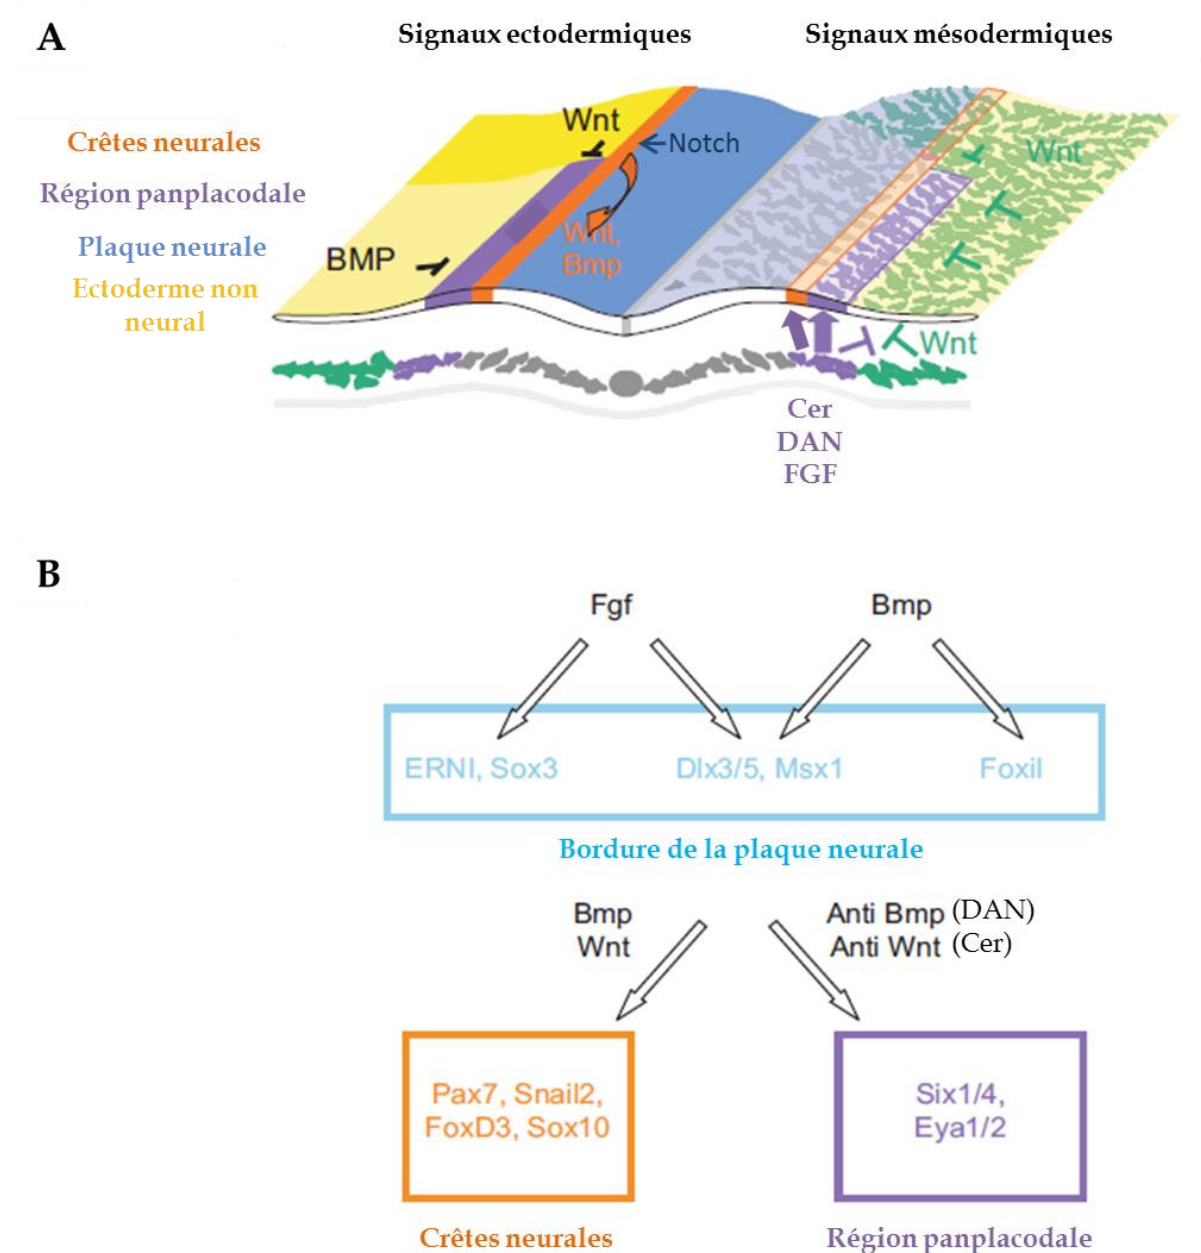 A
Signaux ectodermiques
Signaux mésodermiques
Crêtes neurales
Région panplacodale
Plaque neurale
Ectoderme non
neural
Wnt
Notch
Wnt,
Bmp
BMP
Wnt
Wnt
Cer
DAN
FGF
B
Fgf
Bmp
ERNI, Sox3
Dlx3/5, Msx1
Foxil
Bordure de la plaque neurale
Bmp
Wnt
Anti Bmp (DAN)
Anti Wnt (Cer)
Pax7, Snail2,
FoxD3, Sox10
Six1/4,
Eya1/2
Crêtes neurales
Région panplacodale